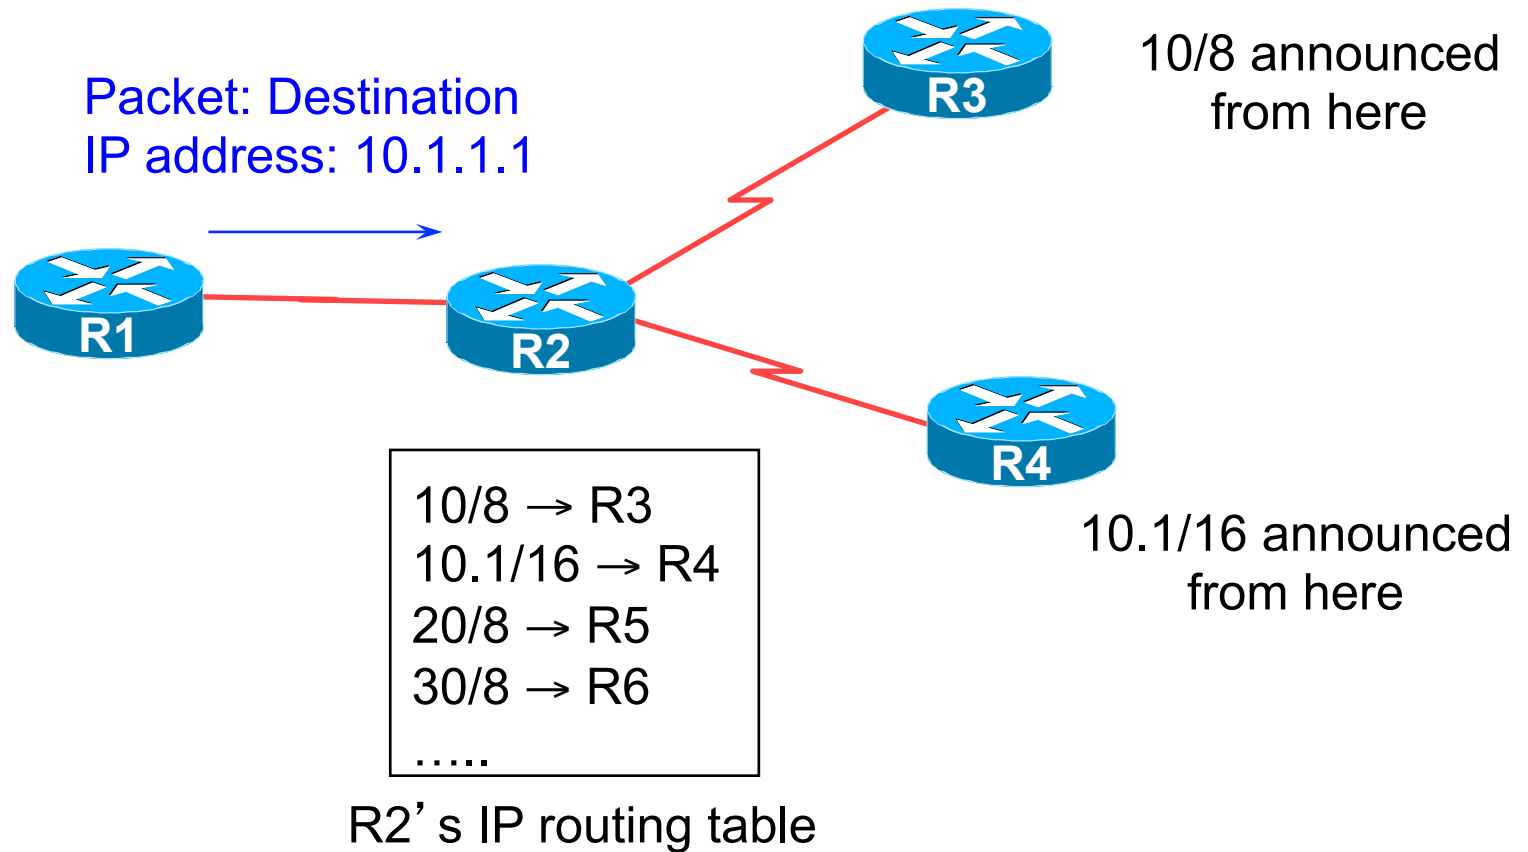 Packet: Destination
IP address: 10.1.1.1
R3
10/8 announced
from here
R1
R2
R4
10.1/16 announced
from here
10/8 → R3
10.1/16 → R4
20/8 → R5
30/8 → R6
…..
R2’s IP routing table